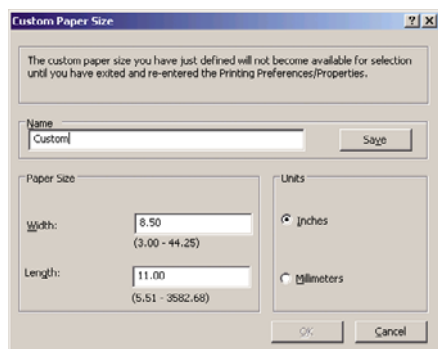 Custom Paper Size
The custom paper size you have just defined will not become available for selection
until you have exited and re-entered the Printing Preferences/Properties.
Name
Custom
Save
Paper Size
Width:
8.50
(3.00 - 44.25)
Length:
11.00
(5.51 - 3582.68)
Units
Inches
Milimeters
OK
Cancel